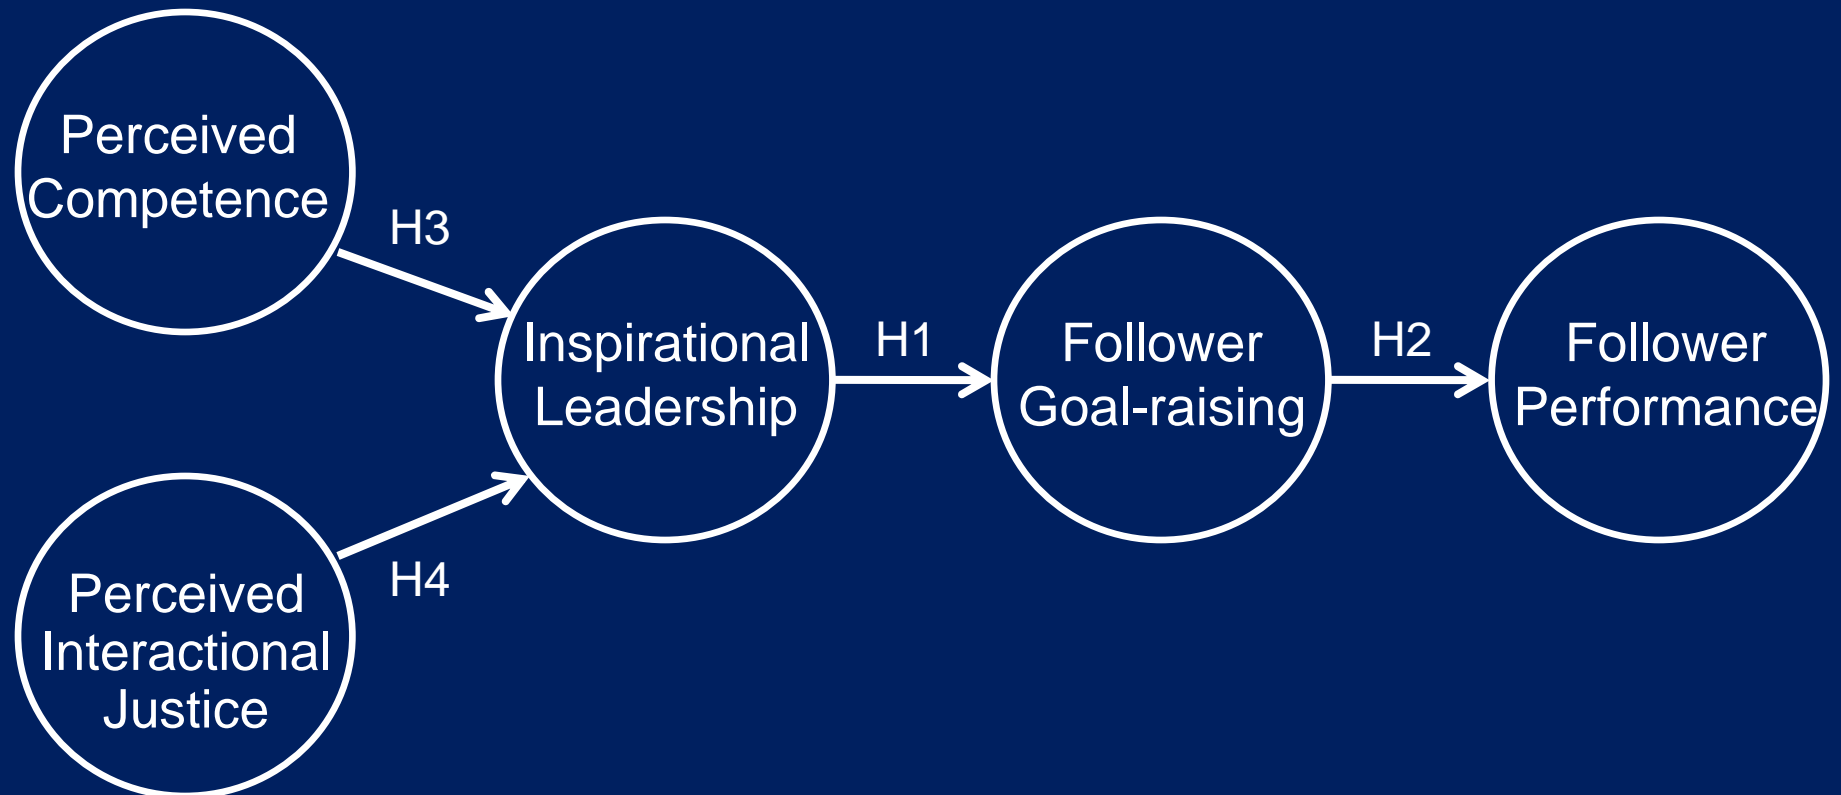 Perceived
Competence
H3
Inspirational
Leadership
H1
Follower
Goal-raising
H2
Follower
Performance
H4
Perceived
Interactional
Justice